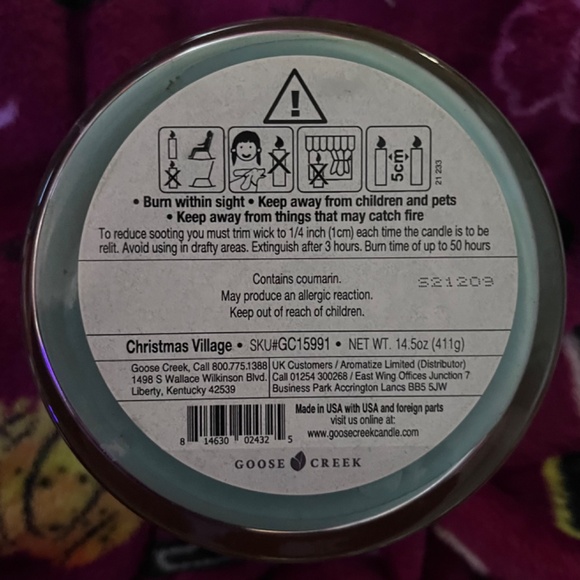 !
5cm
21 233
• Burn within sight • Keep away from children and pets
• Keep away from things that may catch fire
To reduce sooting you must trim wick to 1/4 inch (1cm) each time the candle is to be
relit. Avoid using in drafty areas. Extinguish after 3 hours. Burn time of up to 50 hours
Contains coumarin.
May produce an allergic reaction.
Keep out of reach of children.
S21209
Christmas Village • SKU#GC15991 • NET WT. 14.5oz (411g)
Goose Creek, Call 800.775.1388
1498 S Wallace Wilkinson Blvd.
Liberty, Kentucky 42539
UK Customers / Aromatize Limited (Distributor)
Call 01254 300268 / East Wing Offices Junction 7
Business Park Accrington Lancs BB5 5JW
8 14630 02432 5
Made in USA with USA and foreign parts
visit us online at:
www.goosecreekcandle.com
GOOSE CREEK